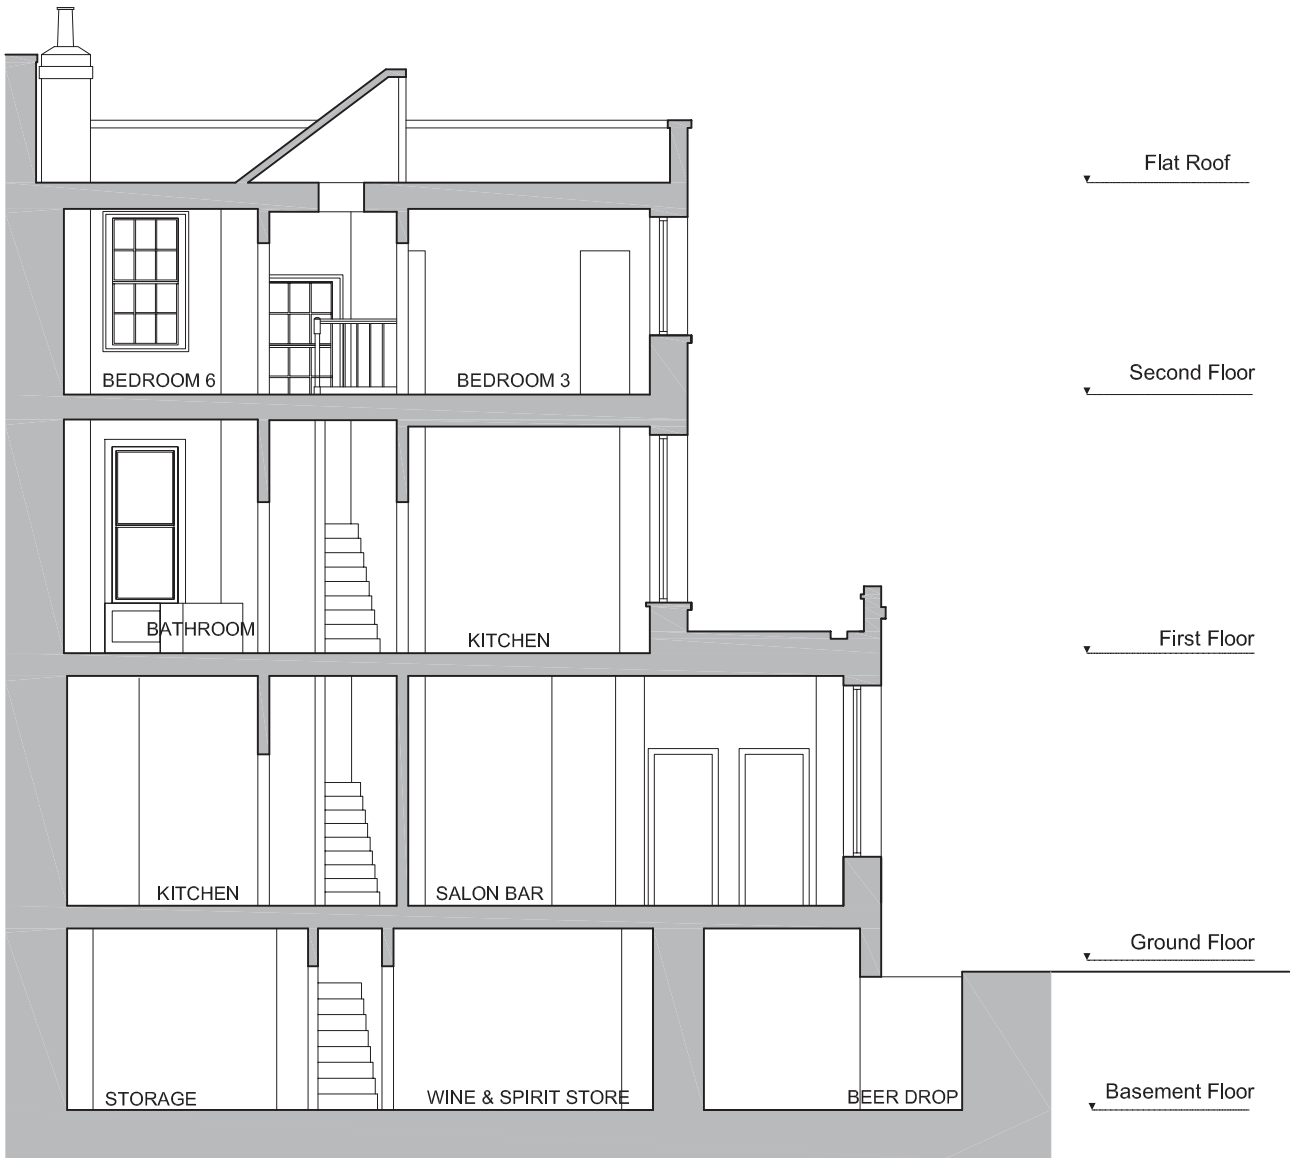 Flat Roof
BEDROOM 6
BEDROOM 3
Second Floor
BATHROOM
KITCHEN
First Floor
KITCHEN
SALON BAR
Ground Floor
STORAGE
WINE & SPIRIT STORE
BEER DROP
Basement Floor